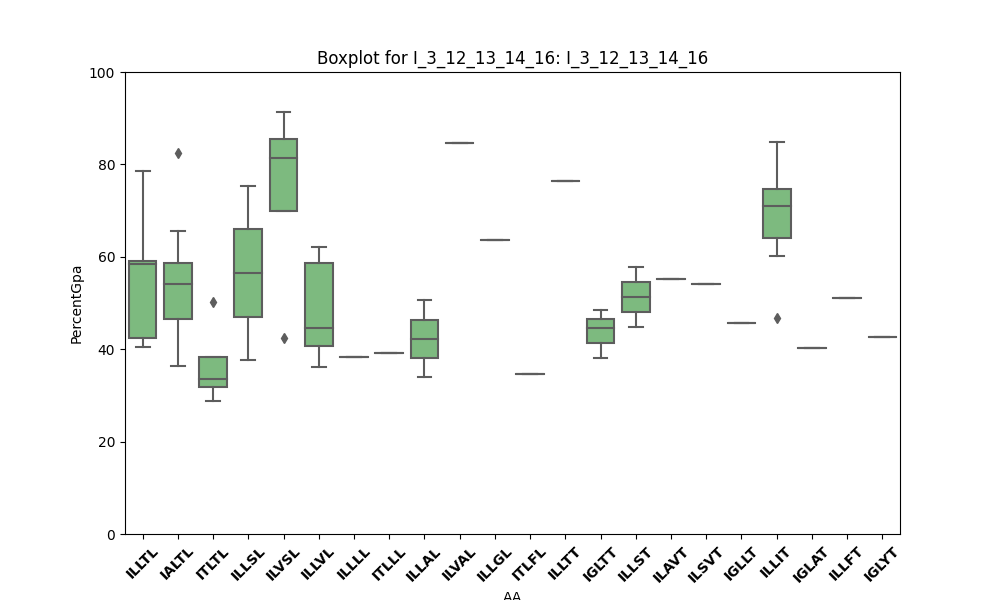 Boxplot for I_3_12_13_14_16: I_3_12_13_14_16
100
80
60
40
20
0
PercentGpa
ILLTL
IALTL
ITLTL
ILLSL
ILVSL
ILLVL
ILLLL
ITLLL
ILLAL
ILVAL
ILLGL
ITLFL
ILLTT
IGLTT
ILLST
ILAVT
ILSVT
IGLLT
ILLIT
IGLAT
ILLFT
IGLYT
AA